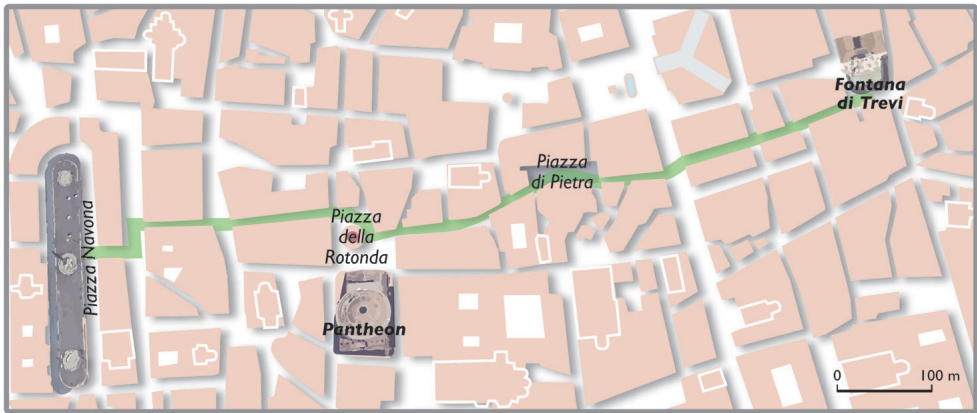 Fontana
di Trevi
Piazza
di Pietra
Piazza Navona
Piazza
della
Rotonda
Pantheon
0 100 m